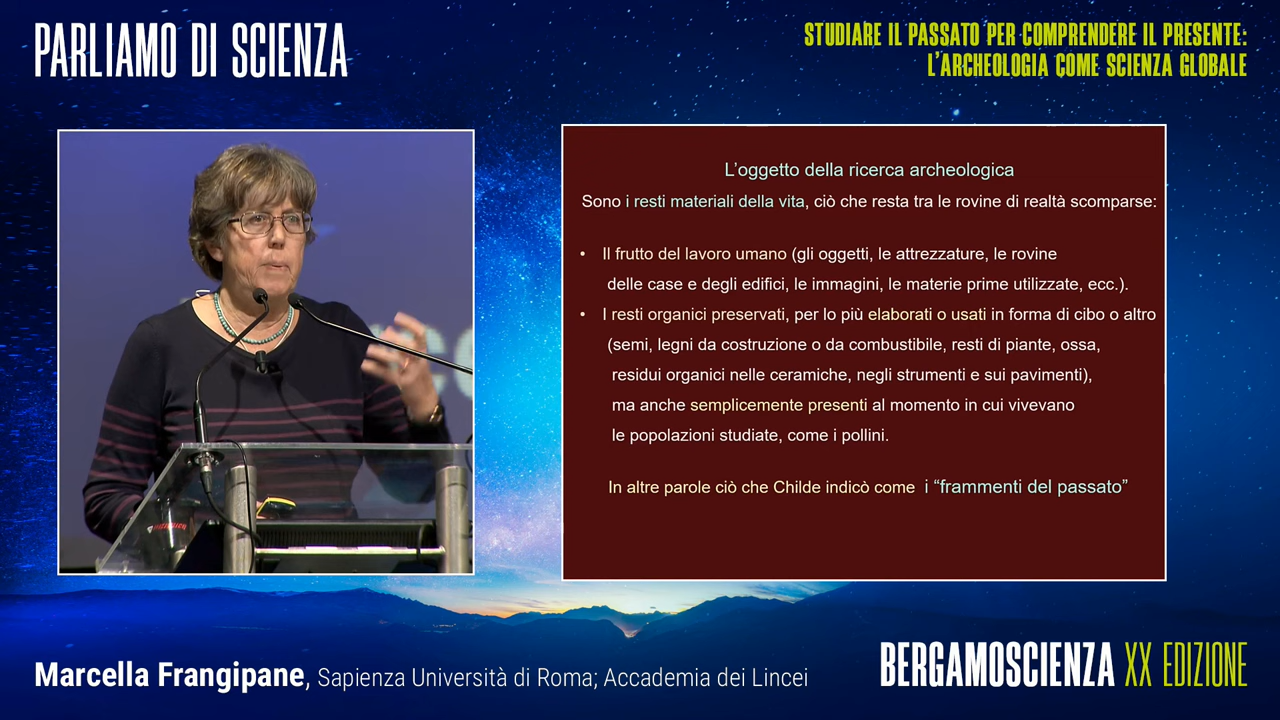 PARLIAMO DI SCIENZA
STUDIARE IL PASSATO PER COMPRENDERE IL PRESENTE:
L'ARCHEOLOGIA COME SCIENZA GLOBALE
L'oggetto della ricerca archeologica
Sono i resti materiali della vita, ciò che resta tra le rovine di realtà scomparse:
• Il frutto del lavoro umano (gli oggetti, le attrezzature, le rovine
delle case e degli edifici, le immagini, le materie prime utilizzate, ecc.).
• I resti organici preservati, per lo più elaborati o usati in forma di cibo o altro
(semi, legni da costruzione o da combustibile, resti di piante, ossa,
residui organici nelle ceramiche, negli strumenti e sui pavimenti),
ma anche semplicemente presenti al momento in cui vivevano
le popolazioni studiate, come i pollini.
In altre parole ciò che Childe indicò come i “frammenti del passato”
Marcella Frangipane, Sapienza Università di Roma; Accademia dei Lincei
BERGAMOSCIENZA XX EDIZIONE